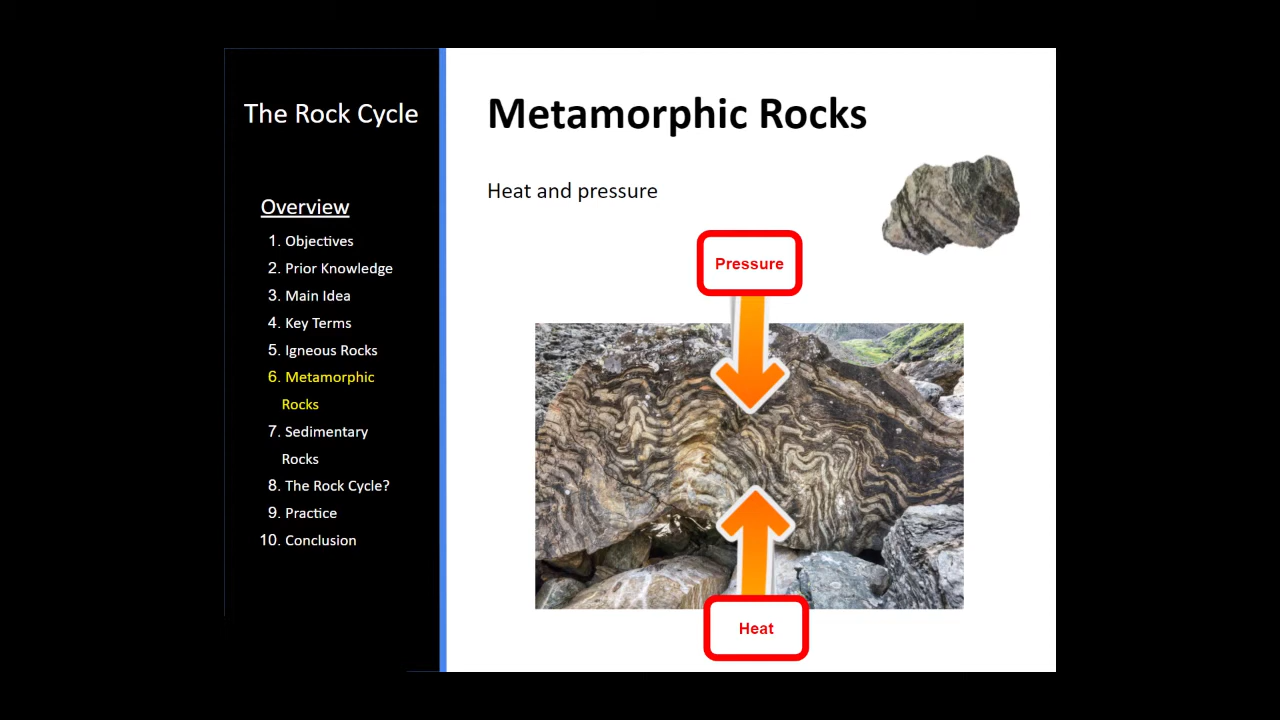 The Rock Cycle
Overview
1. Objectives
2. Prior Knowledge
3. Main Idea
4. Key Terms
5. Igneous Rocks
6. Metamorphic
Rocks
7. Sedimentary
Rocks
8. The Rock Cycle?
9. Practice
10. Conclusion
Metamorphic Rocks
Heat and pressure
Pressure
Heat